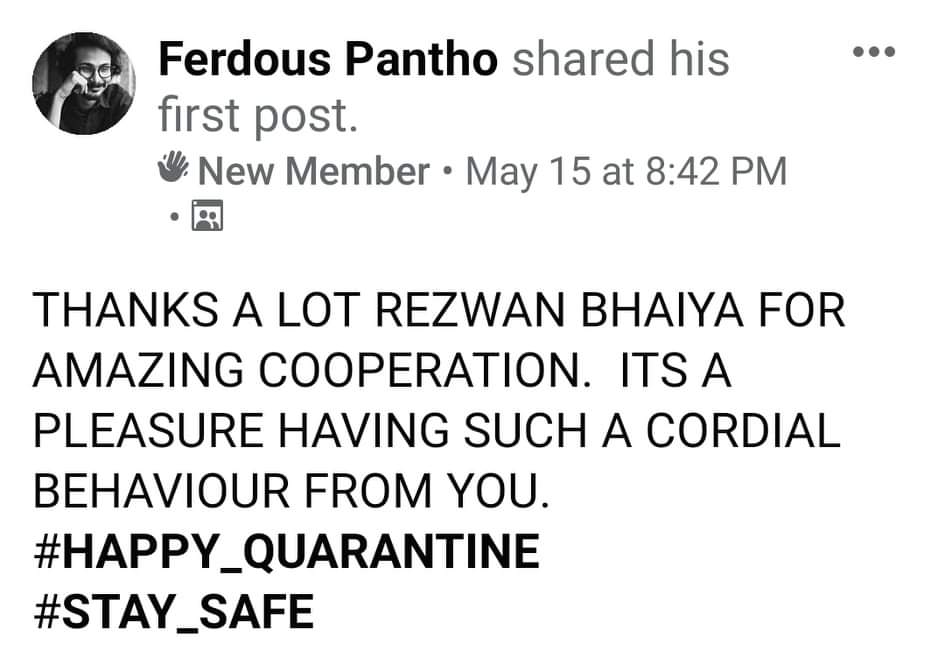 Ferdous Pantho shared his
first post.
New Member • May 15 at 8:42 PM
•
THANKS A LOT REZWAN BHAIYA FOR
AMAZING COOPERATION.  ITS A
PLEASURE HAVING SUCH A CORDIAL
BEHAVIOUR FROM YOU.
#HAPPY_QUARANTINE
#STAY_SAFE